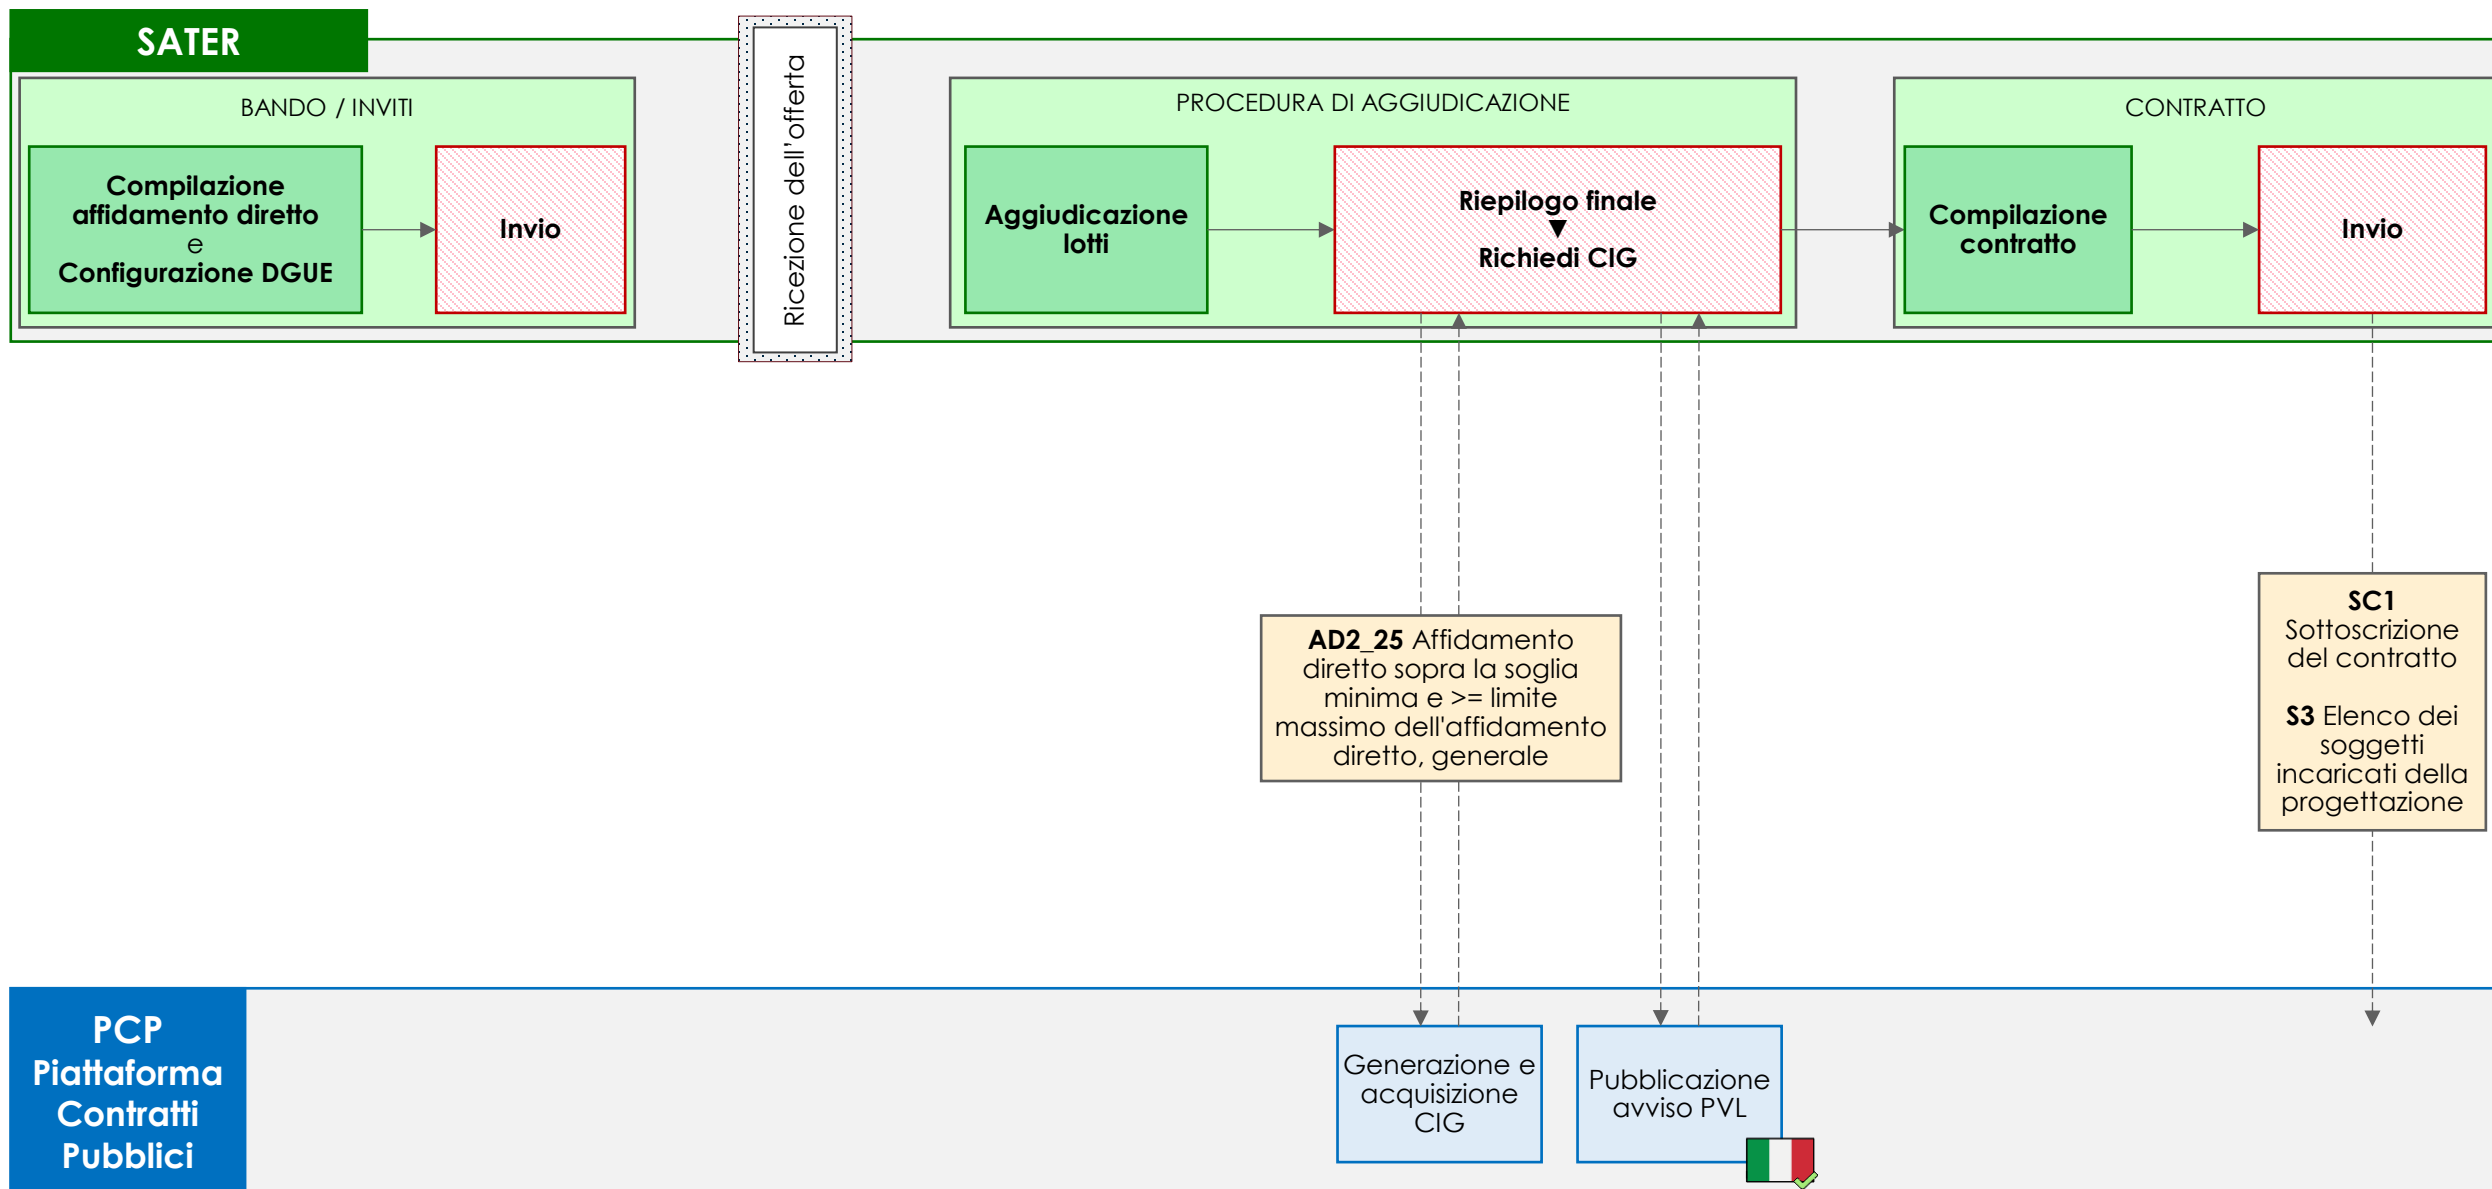 SATER
BANDO / INVITI
Compilazione
affidamento diretto
e
Configurazione DGUE
Invio
Ricezione dell'offerta
PROCEDURA DI AGGIUDICAZIONE
Aggiudicazione
lotti
Riepilogo finale
▼
Richiedi CIG
CONTRATTO
Compilazione
contratto
Invio
AD2_25 Affidamento
diretto sopra la soglia
minima e >= limite
massimo dell'affidamento
diretto, generale
SC1
Sottoscrizione
del contratto
S3 Elenco dei
soggetti
incaricati della
progettazione
PCP
Piattaforma
Contratti
Pubblici
Generazione e
acquisizione
CIG
Pubblicazione
avviso PVL